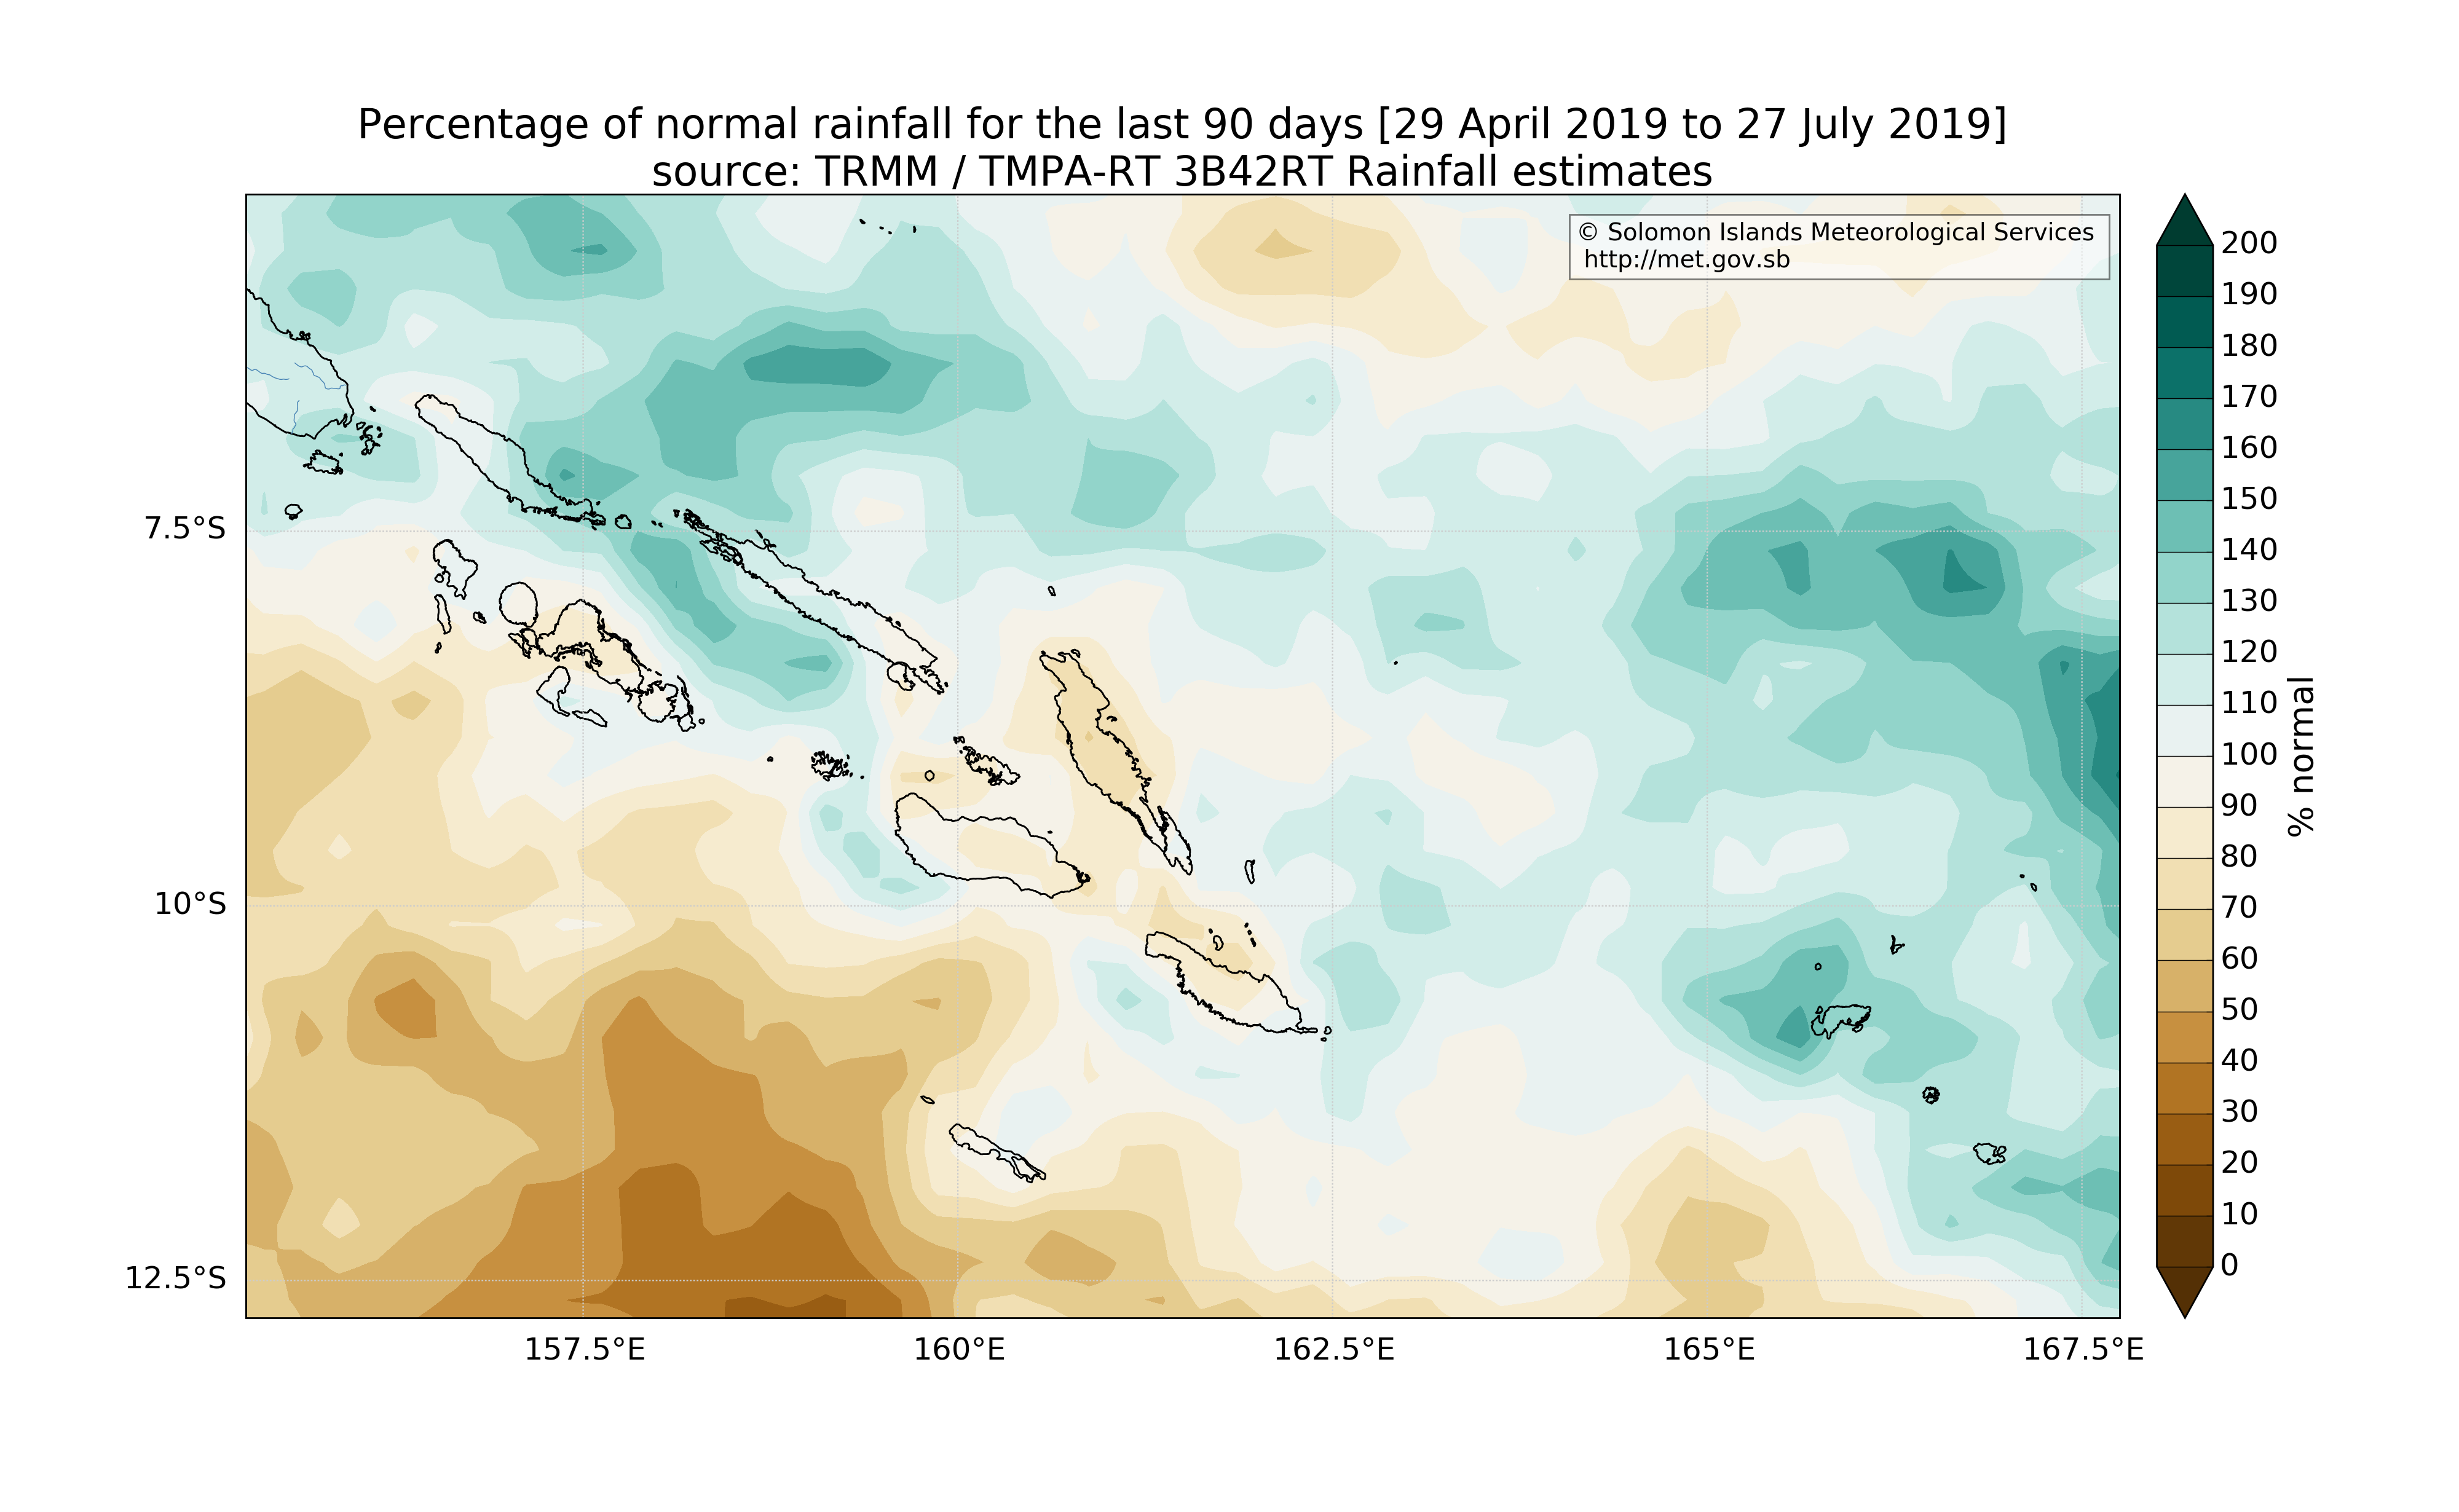 Percentage of normal rainfall for the last 90 days [29 April 2019 to 27 July 2019]
source: TRMM / TMPA-RT 3B42RT Rainfall estimates
© Solomon Islands Meteorological Services
http://met.gov.sb
7.5°S
10°S
12.5°S
157.5°E
160°E
162.5°E
165°E
167.5°E
200
190
180
170
160
150
140
130
120
110
100
90
80
70
60
50
40
30
20
10
0
% normal